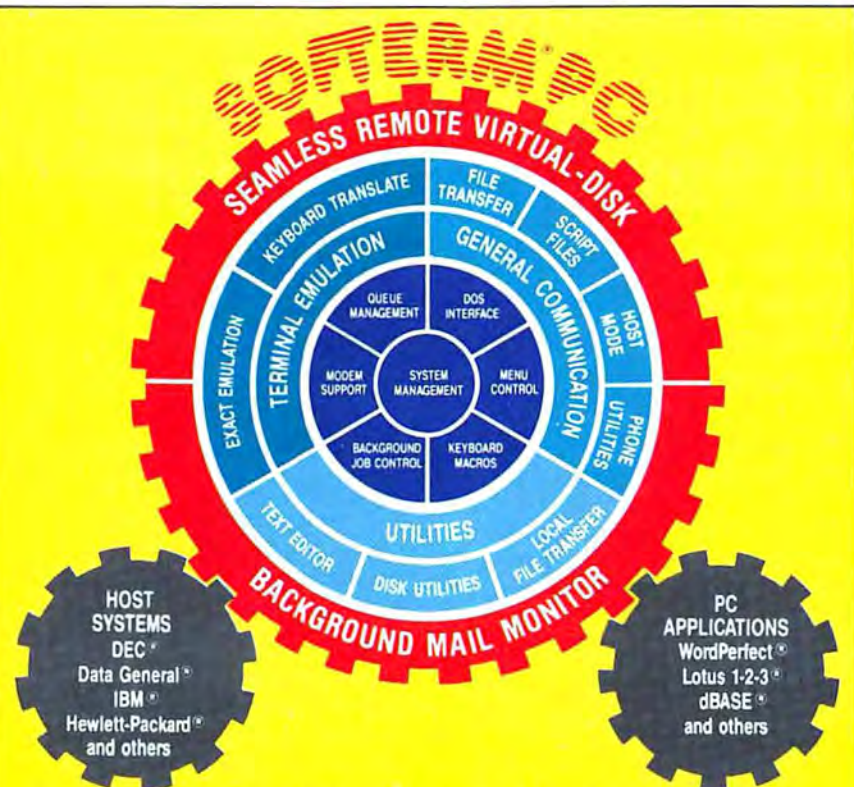 SOFTERM® PC®
SEAMLESS REMOTE VIRTUAL-DISK
KEYBOARD TRANSLATE
FILE
TRANSFER
SCRIPT
FILES
HOST
MODE
PHONE
UTILITIES
EXACT EMULATION
TERMINAL EMULATION
GENERAL COMMUNICATION
QUEUE
MANAGEMENT
DOS
INTERFACE
MODEM
SUPPORT
SYSTEM
MANAGEMENT
MENU
CONTROL
BACKGROUND
JOB CONTROL
KEYBOARD
MACROS
UTILITIES
TEXT EDITOR
DISK UTILITIES
LOCAL
FILE TRANSFER
BACKGROUND MAIL MONITOR
HOST
SYSTEMS
DEC®
Data General®
IBM®
Hewlett-Packard®
and others
PC
APPLICATIONS
WordPerfect®
Lotus 1-2-3®
dBASE®
and others